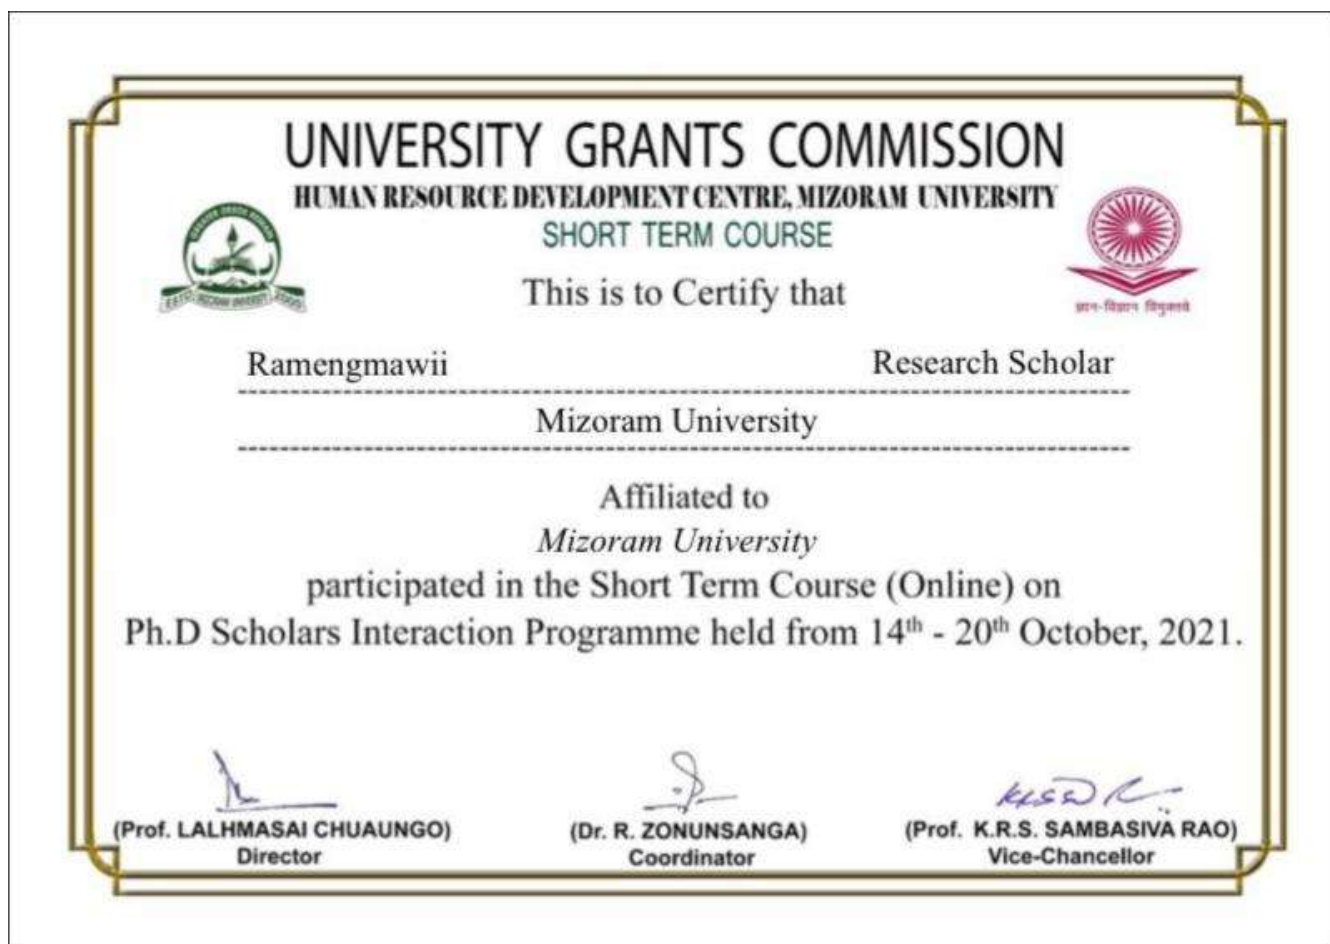 UNIVERSITY GRANTS COMMISSION
HUMAN RESOURCE DEVELOPMENT CENTRE, MIZORAM UNIVERSITY
SHORT TERM COURSE
This is to Certify that
ज्ञान-विज्ञान विमुक्तये
Ramengmawii Research Scholar
Mizoram University
Affiliated to
Mizoram University
participated in the Short Term Course (Online) on
Ph.D Scholars Interaction Programme held from 14th - 20th October, 2021.
(Prof. LALHMASAI CHUAUNGO) (Dr. R. ZONUNSANGA) (Prof. K.R.S. SAMBASIVA RAO)
Director Coordinator Vice-Chancellor